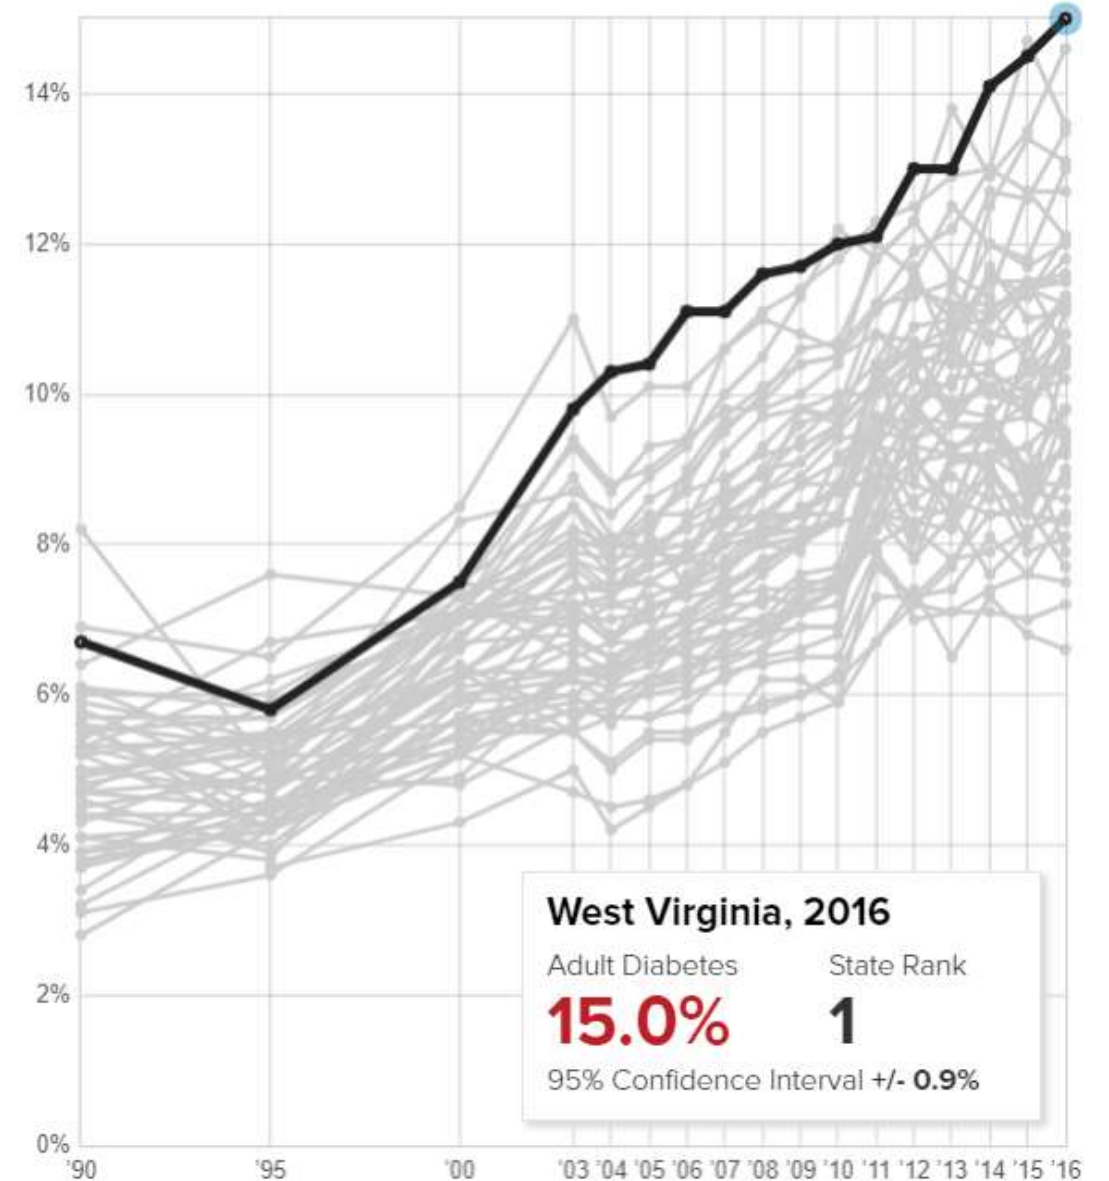 14%
12%
10%
8%
6%
4%
2%
0%
West Virginia, 2016
Adult Diabetes State Rank
15.0% 1
95% Confidence Interval +/- 0.9%
'90 '95 '00 '03 '04 '05 '06 '07 '08 '09 '10 '11 '12 '13 '14 '15 '16